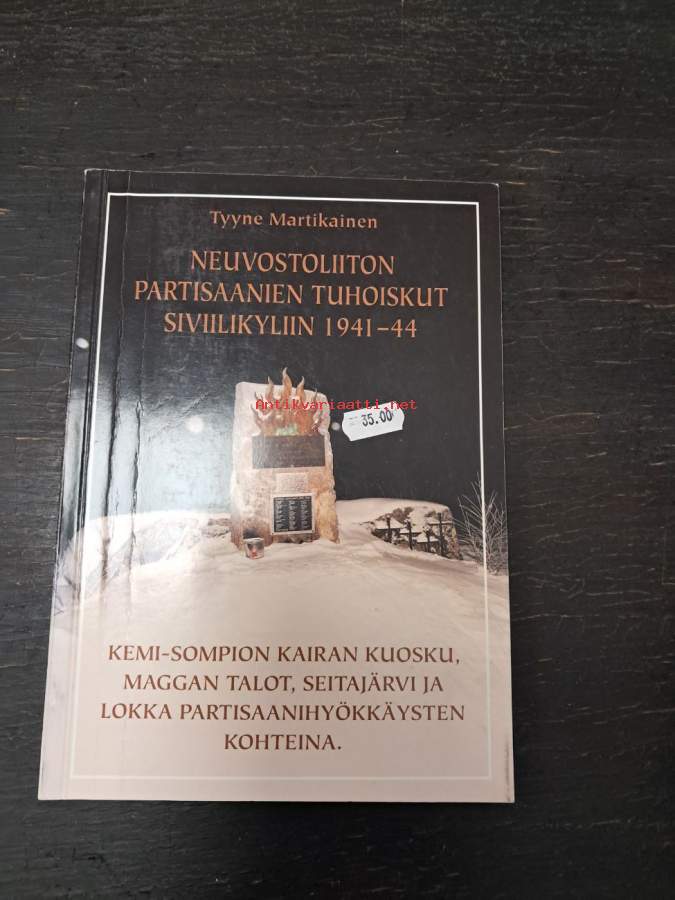 Tyyne Martikainen
NEUVOSTOLIITON
PARTISAANIEN TUHOISKUT
SIVIILIKYLIIN 1941–44
Antikvariaatti.net
35.00
KEMI-SOMPION KAIRAN KUOSKU,
MAGGAN TALOT, SEITAJÄRVI JA
LOKKA PARTISAANIHYÖKKÄYSTEN
KOHTEINA.